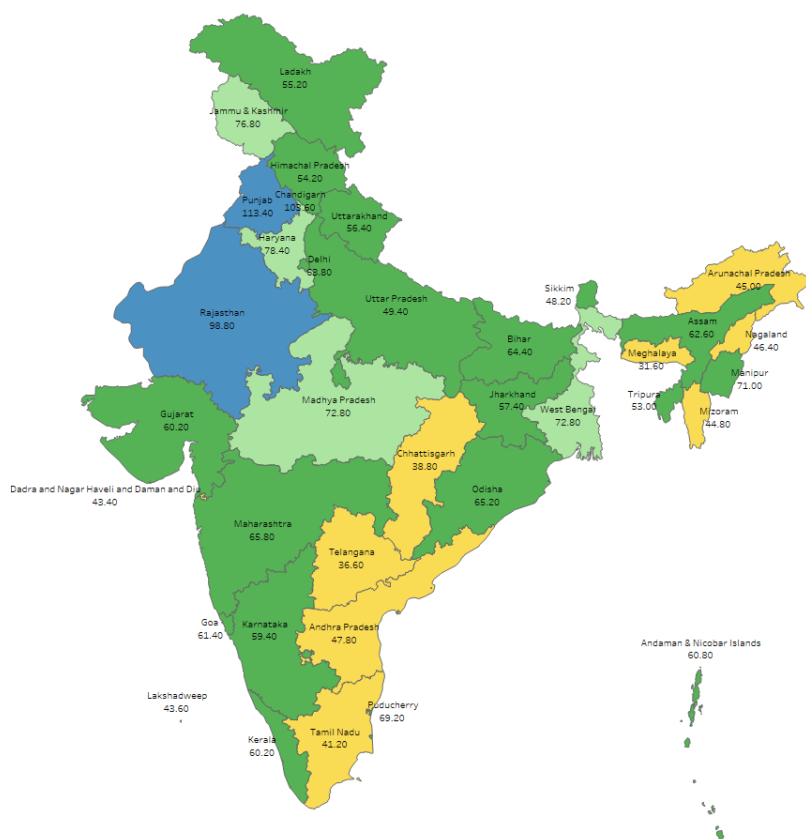 Ladakh
55.20
Jammu & Kashmir
76.80
Himachal Pradesh
54.20
Punjab
113.40
Chandigarh
Uttarakhand
56.40
Haryana
78.40
Delhi
63.80
Rajasthan
98.80
Uttar Pradesh
49.40
Arunachal Pradesh
45.00
Sikkim
48.20
Assam
62.60
Nagaland
46.40
Bihar
64.40
Meghalaya
31.60
Manipur
71.00
Tripura
53.00
Mizoram
44.80
Gujarat
60.20
Madhya Pradesh
72.80
Jharkhand
57.40
West Bengal
72.80
Chhattisgarh
38.80
Dadra and Nagar Haveli and Daman and Diu
43.40
Odisha
65.20
Maharashtra
65.80
Telangana
36.60
Goa
61.40
Karnataka
59.40
Andhra Pradesh
47.80
Andaman & Nicobar Islands
60.80
Lakshadweep
43.60
Puducherry
69.20
Kerala
60.20
Tamil Nadu
41.20